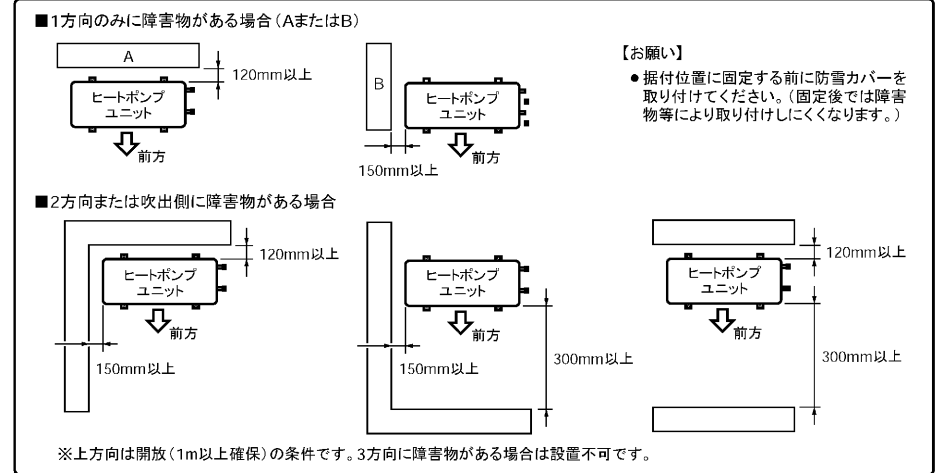 ■1方向のみに障害物がある場合(AまたはB)
A
120mm以上
ヒートポンプ
ユニット
前方
B
ヒートポンプ
ユニット
前方
150mm以上
【お願い】
●据付位置に固定する前に防雪カバーを
取り付けてください。(固定後では障害
物等により取り付けしにくくなります。)
■2方向または吹出側に障害物がある場合
120mm以上
ヒートポンプ
ユニット
前方
150mm以上
ヒートポンプ
ユニット
前方
150mm以上
300mm以上
120mm以上
ヒートポンプ
ユニット
前方
300mm以上
※上方向は開放(1m以上確保)の条件です。3方向に障害物がある場合は設置不可です。